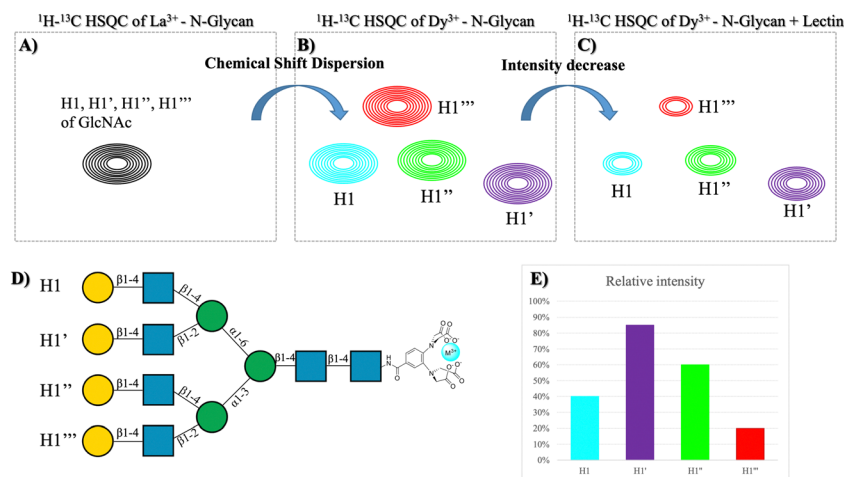 ¹H-¹³C HSQC of La³⁺ - N-Glycan
¹H-¹³C HSQC of Dy³⁺ - N-Glycan
¹H-¹³C HSQC of Dy³⁺ - N-Glycan + Lectin
A)
H1, H1’, H1’’, H1’’’
of GlcNAc
Chemical Shift Dispersion
B)
H1’’’
H1
H1’’
H1’
Intensity decrease
C)
H1’’’
H1
H1’’
H1’
D)
H1
β1-4
β1-4
H1’
β1-4
β1-2
α1-6
β1-4
β1-4
H1’’
β1-4
β1-4
α1-3
H1’’’
β1-4
β1-2
H
N
O
N
O
O
O⁻
O
M³⁺
O⁻
O
N
O
O⁻
O
E)
Relative intensity
100%
90%
80%
70%
60%
50%
40%
30%
20%
10%
0%
H1
H1'
H1"
H1'"